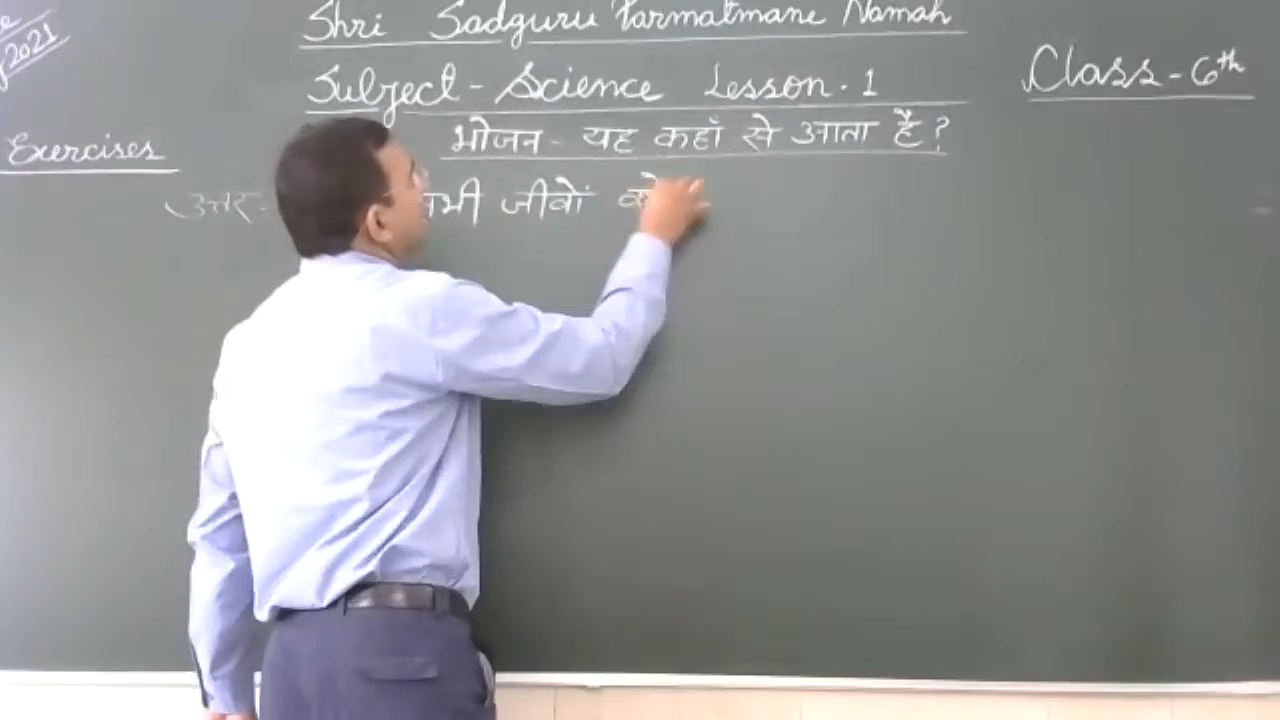 2021
Shri Sadguru Parmatmane Namah
Subject - Science Lesson. 1
Class - 6th
भोजन - यह कहाँ से आता है?
Exercises
उत्तर- सभी जीवों को